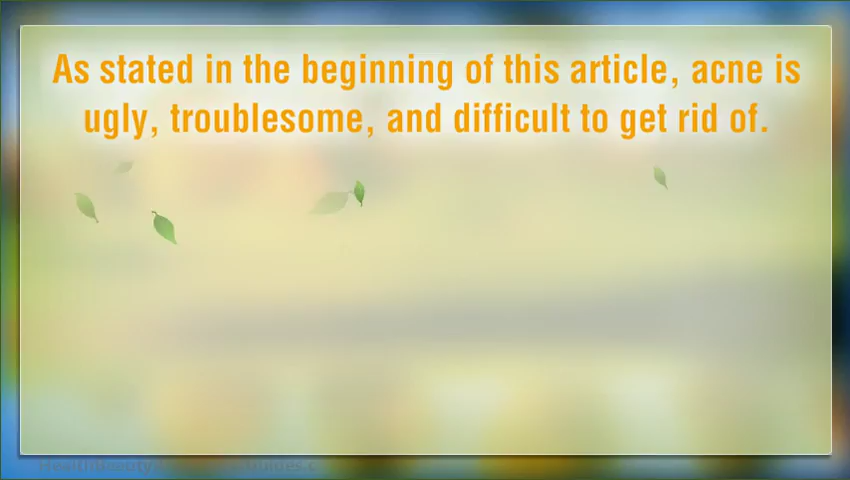 As stated in the beginning of this article, acne is
ugly, troublesome, and difficult to get rid of.